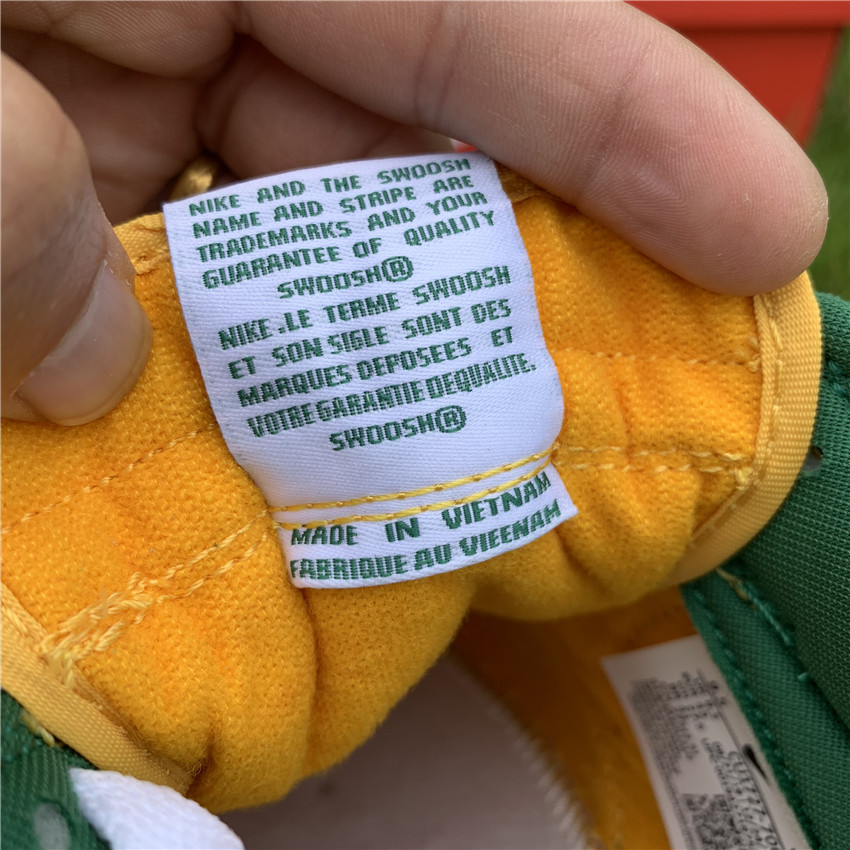 NIKE AND THE SWOOSH
NAME AND STRIPE ARE
TRADEMARKS AND YOUR
GUARANTEE OF QUALITY
SWOOSH®
NIKE.LE TERME SWOOSH
ET SON SIGLE SONT DES
MARQUES DEPOSEES ET
VOTRE GARANTIE DEQUALITE.
SWOOSH®
MADE IN VIETNAM
FABRIQUE AU VIEENAM